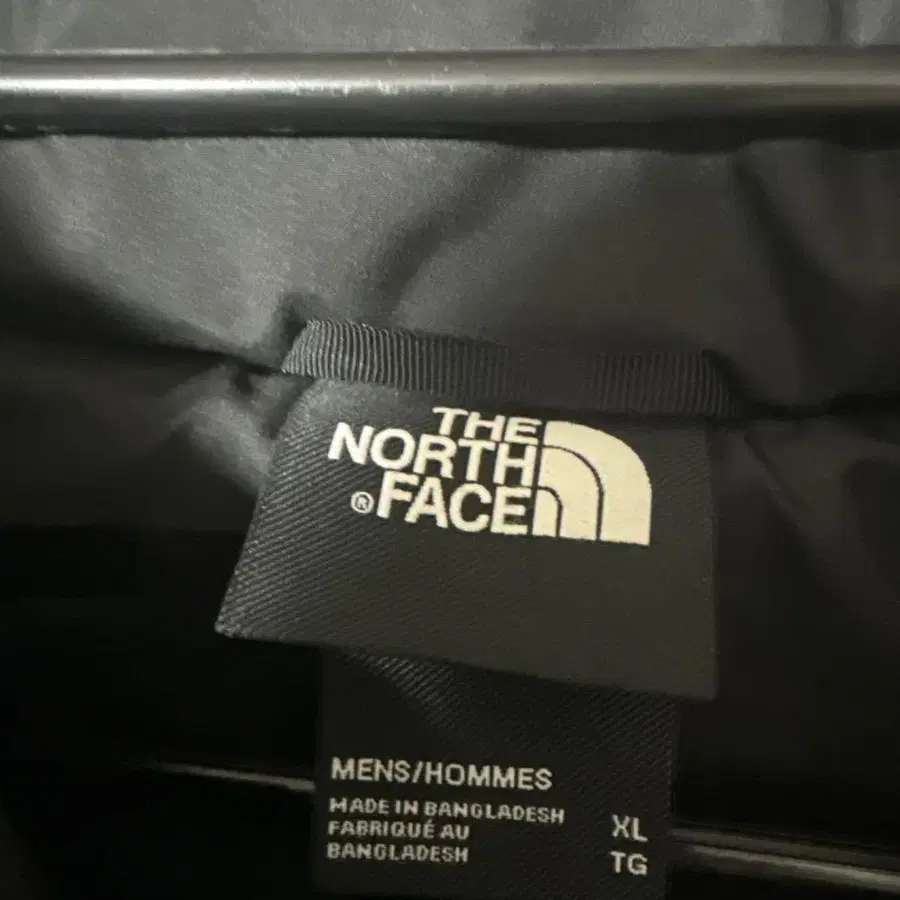 THE
NORTH
®FACE
MENS/HOMMES
MADE IN BANGLADESH
FABRIQUÉ AU
BANGLADESH
XL
TG